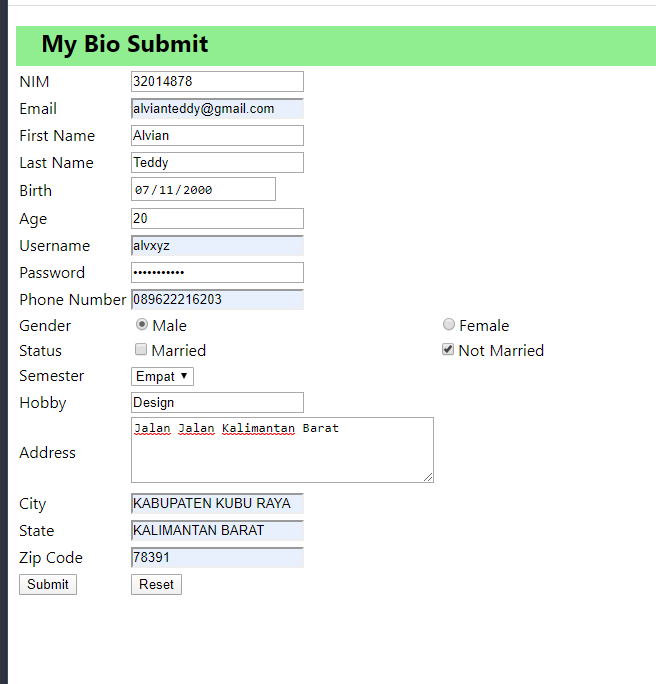 My Bio Submit
NIM 32014878
Email alvianteddy@gmail.com
First Name Alvian
Last Name Teddy
Birth 07/11/2000
Age 20
Username alvxyz
Password •••••••••••
Phone Number 089622216203
Gender Male Female
Status Married Not Married
Semester Empat
Hobby Design
Address Jalan Jalan Kalimantan Barat
City KABUPATEN KUBU RAYA
State KALIMANTAN BARAT
Zip Code 78391
Submit Reset